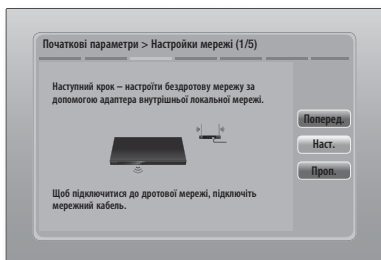 Початкові параметри > Настройки мережі (1/5)
Наступний крок – настроїти бездротову мережу за
допомогою адаптера внутрішньої локальної мережі.
Поперед.
Наст.
Проп.
Щоб підключитися до дротової мережі, підключіть
мережний кабель.